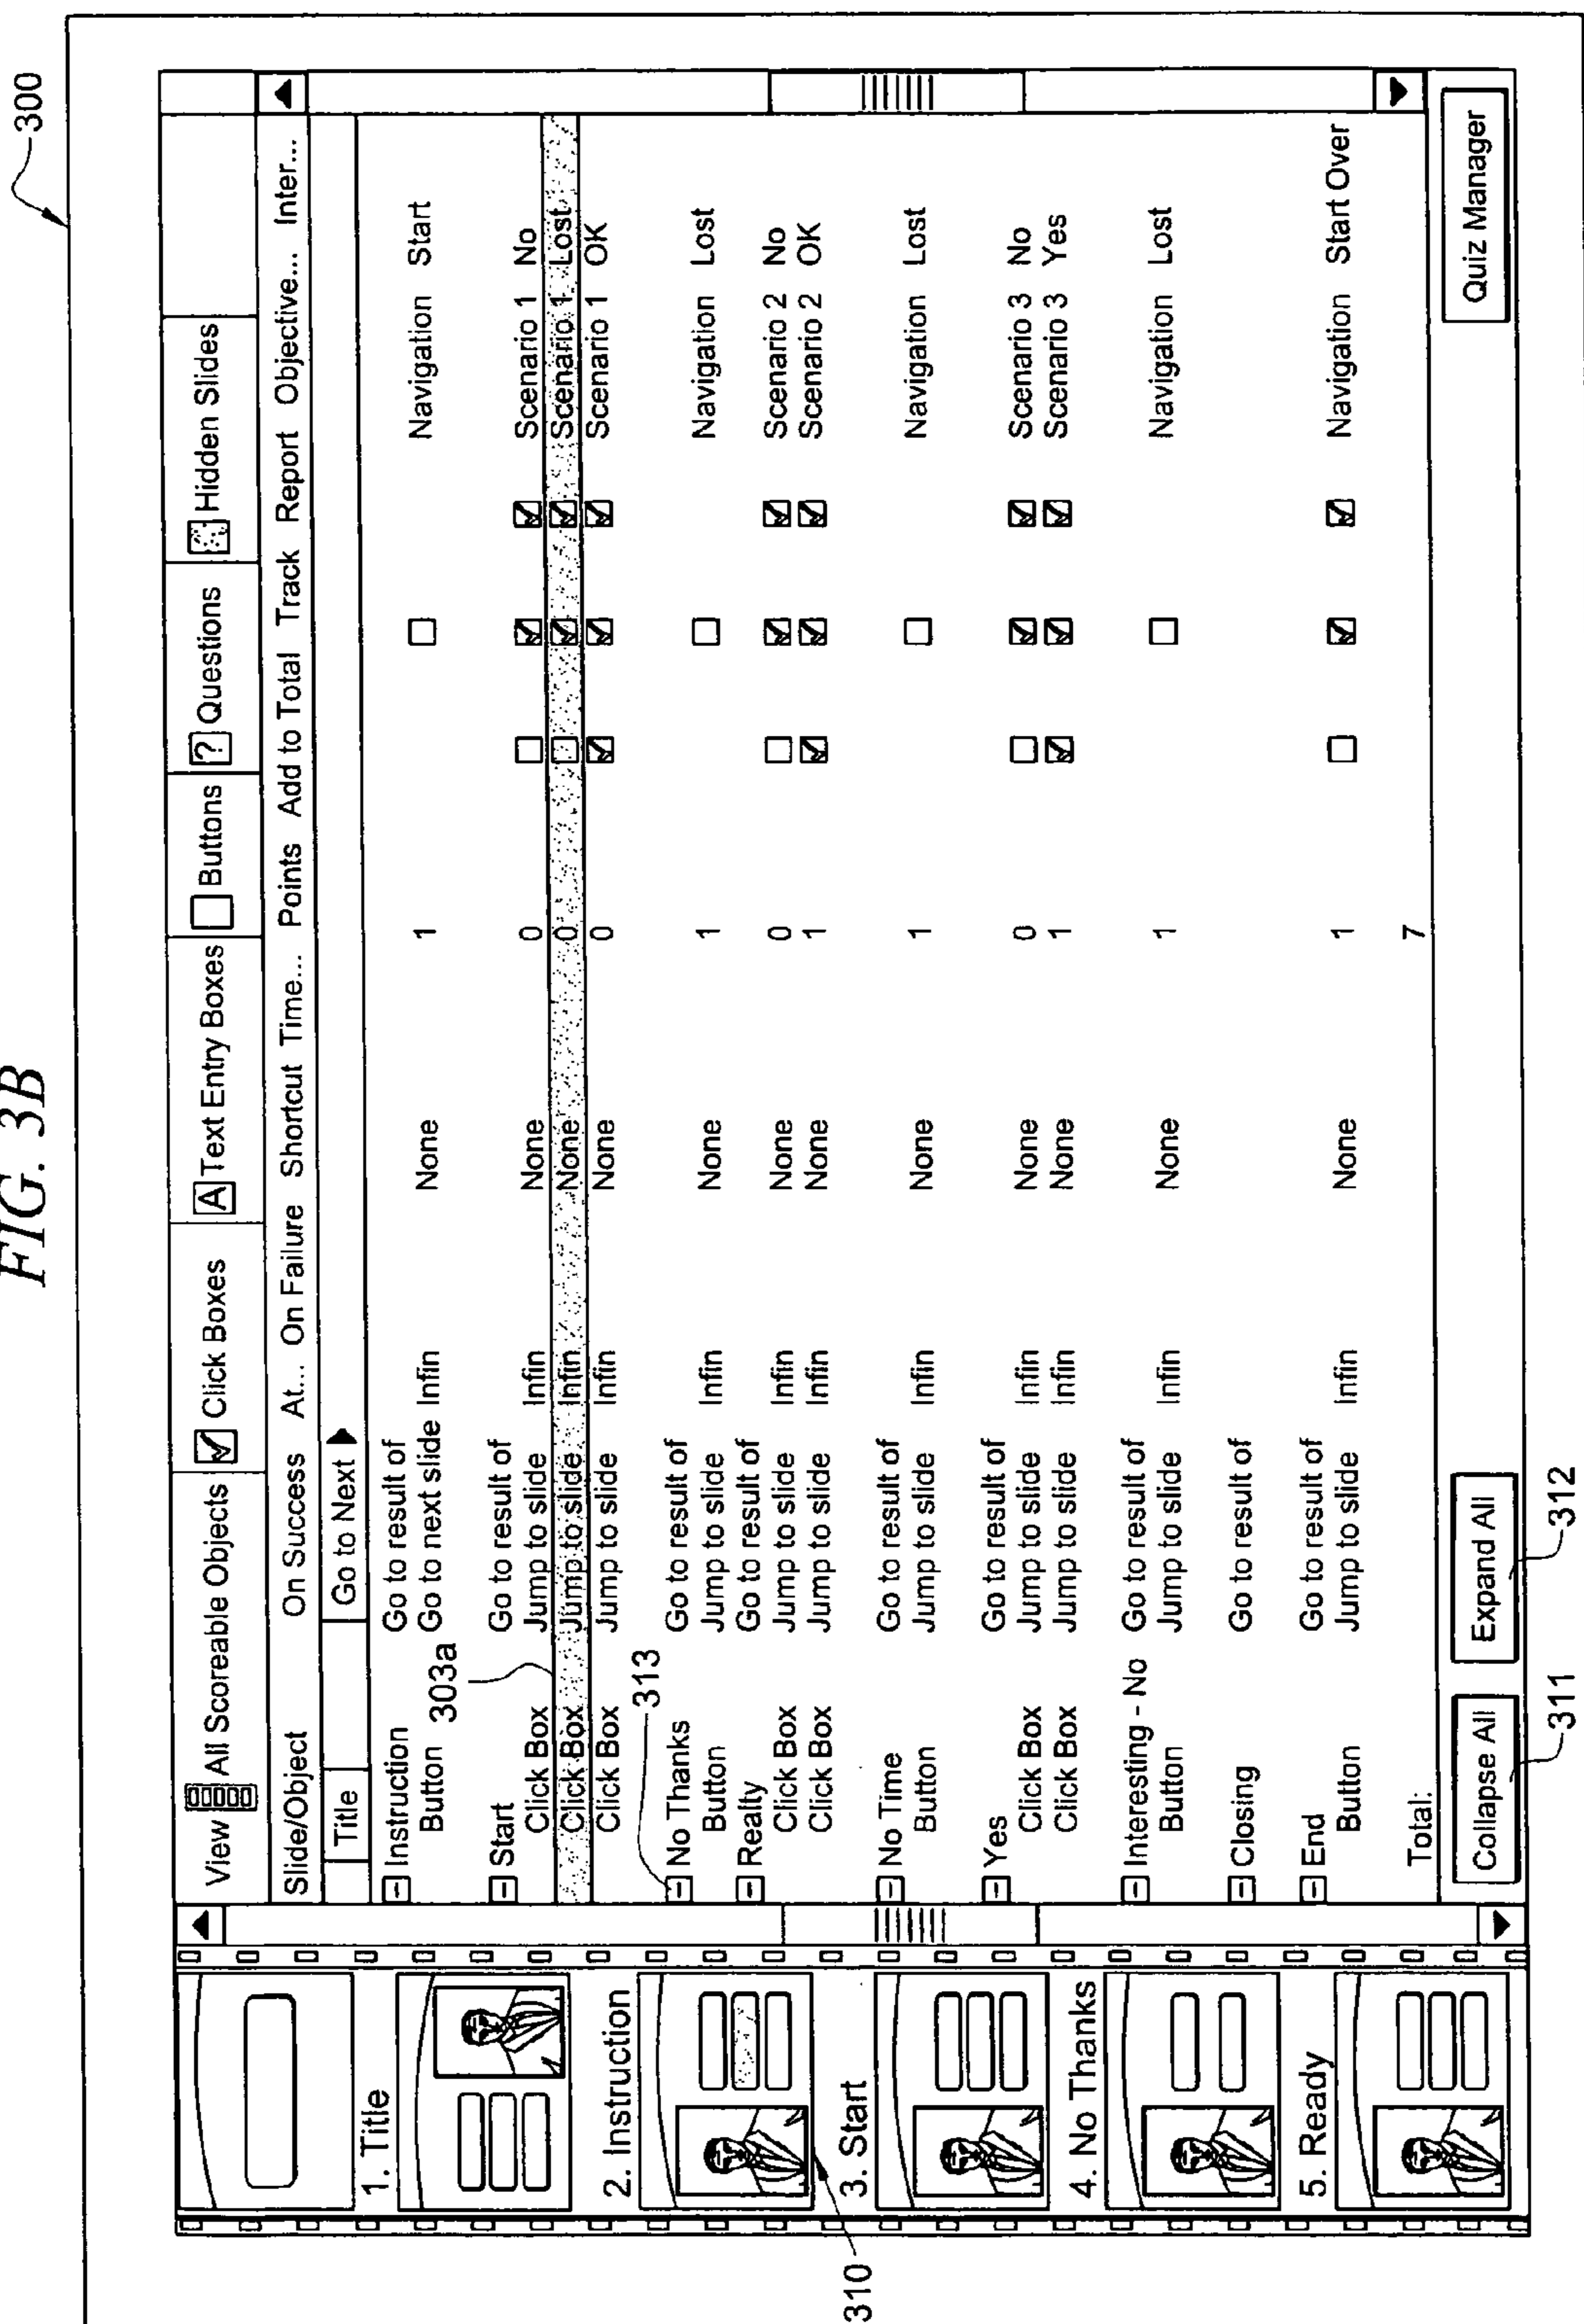 FIG. 3B
300
View All Scoreable Objects Click Boxes A Text Entry Boxes Buttons ? Questions Hidden Slides
Slide/Object On Success At... On Failure Shortcut Time... Points Add to Total Track Report Objective... Inter...
Title Go to Next
Instruction Go to result of
Button Go to next slide Infin None 1 Navigation Start
303a
Start Go to result of
Click Box Jump to slide Infin None 0 Scenario 1 No
Click Box Jump to slide Infin None 0 Scenario 1 Lost
Click Box Jump to slide Infin None 0 Scenario 1 OK
313
No Thanks Go to result of
Button Jump to slide Infin None 1 Navigation Lost
Realty Go to result of
Click Box Jump to slide Infin None 0 Scenario 2 No
Click Box Jump to slide Infin None 1 Scenario 2 OK
No Time Go to result of
Button Jump to slide Infin None 1 Navigation Lost
Yes Go to result of
Click Box Jump to slide Infin None 0 Scenario 3 No
Click Box Jump to slide Infin None 1 Scenario 3 Yes
Interesting - No Go to result of
Button Jump to slide Infin None 1 Navigation Lost
Closing Go to result of
End Go to result of
Button Jump to slide Infin None 1 Navigation Start Over
Total: 7
Collapse All Expand All Quiz Manager
311 312
1. Title
2. Instruction
310
3. Start
4. No Thanks
5. Ready